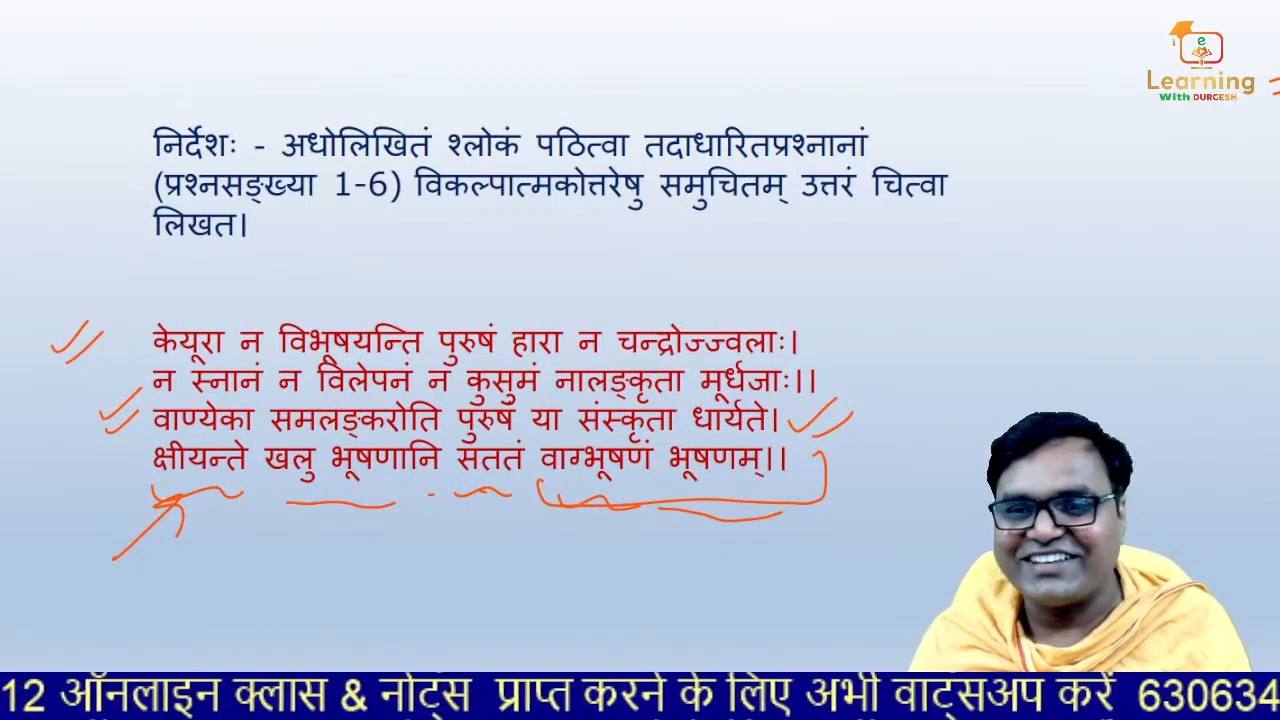 e
Learning
With DURGESH
निर्देशः - अधोलिखितं श्लोकं पठित्वा तदाधारितप्रश्नानां
(प्रश्नसङ्ख्या 1-6) विकल्पात्मकोत्तरेषु समुचितम् उत्तरं चित्वा
लिखत।
केयूरा न विभूषयन्ति पुरुषं हारा न चन्द्रोज्ज्वलाः।
न स्नानं न विलेपनं न कुसुमं नालङ्कृता मूर्धजाः।।
वाण्येका समलङ्करोति पुरुषं या संस्कृता धार्यते।
क्षीयन्ते खलु भूषणानि सततं वाग्भूषणं भूषणम्।।
12 ऑनलाइन क्लास & नोट्स प्राप्त करने के लिए अभी वाट्सअप करें 630634